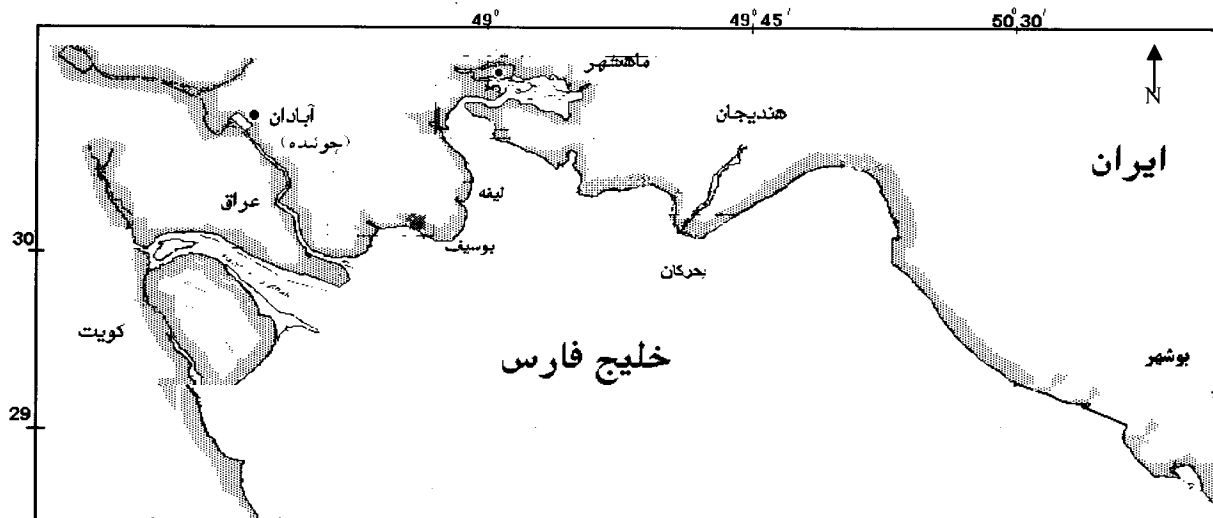 49° 49° 45' 50° 30'
ماهشهر
N
هندیجان
آبادان
(چوئبده)
ایران
لیفه
عراق
بوسیف
30
بحرکان
کویت
خلیج فارس
بوشهر
29